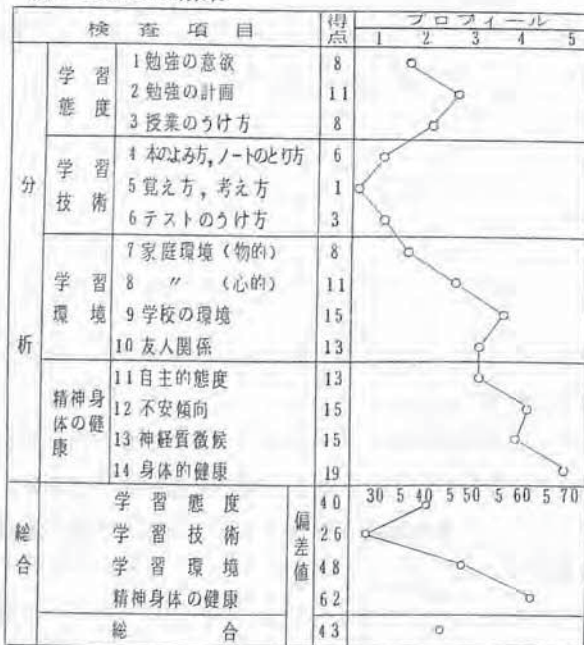 検査項目 得点 プロフィール
1 2 3 4 5
分析
学習態度
1 勉強の意欲 8
2 勉強の計画 11
3 授業のうけ方 8
学習技術
4 本のよみ方,ノートのとり方 6
5 覚え方,考え方 1
6 テストのうけ方 3
学習環境
7 家庭環境(物的) 8
8 〃 (心的) 11
9 学校の環境 15
10 友人関係 13
精神身体の健康
11 自主的態度 13
12 不安傾向 15
13 神経質徴候 15
14 身体的健康 19
総合
偏差値
30 5 40 5 50 5 60 5 70
学習態度 40
学習技術 26
学習環境 48
精神身体の健康 62
総合 43